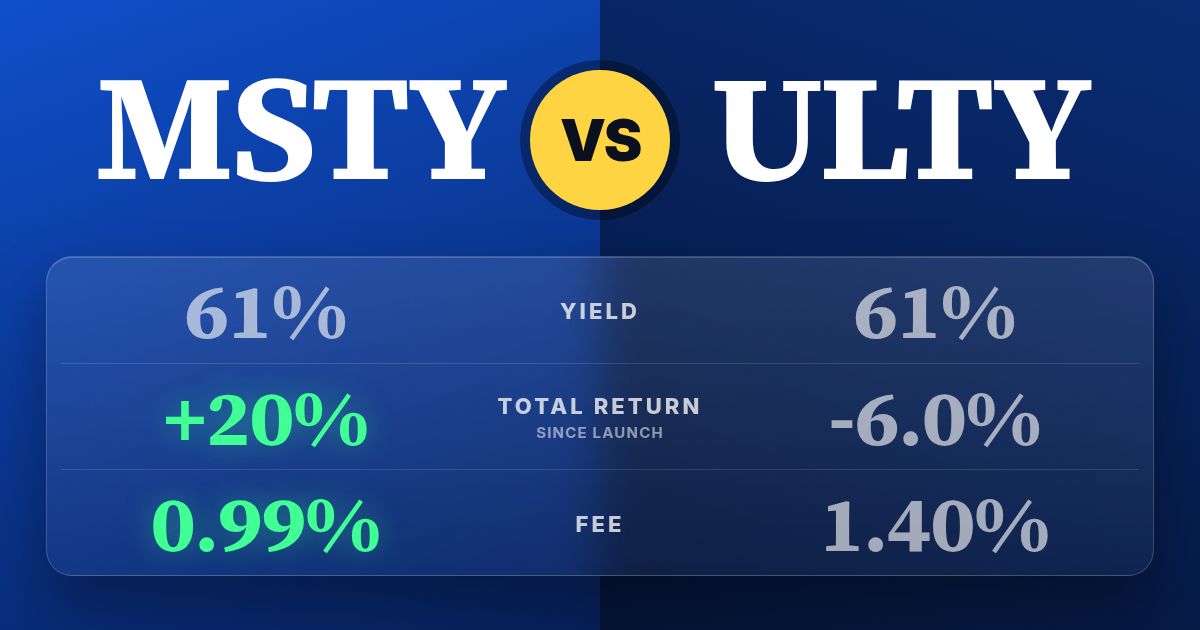 MSTY VS ULTY
61% YIELD 61%
+20% TOTAL RETURN -6.0%
SINCE LAUNCH
0.99% FEE 1.40%